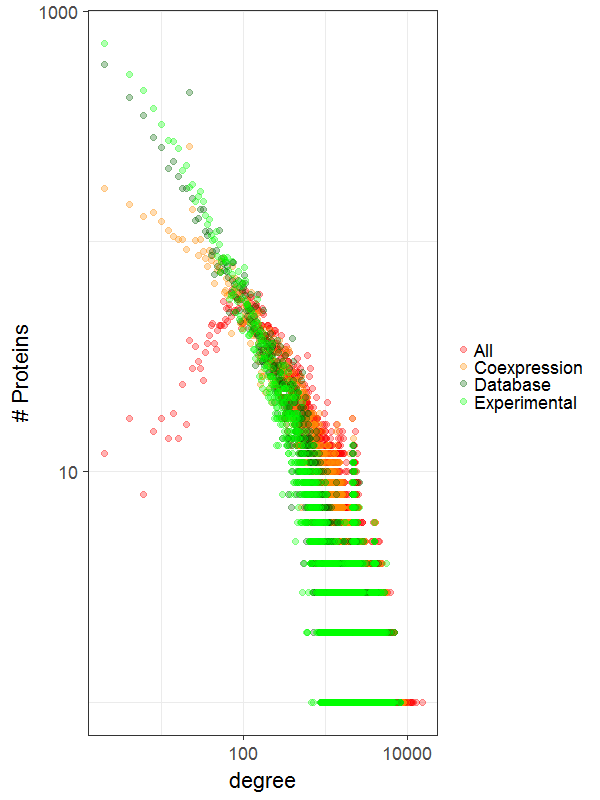 1000
10
# Proteins
100
10000
degree
All
Coexpression
Database
Experimental